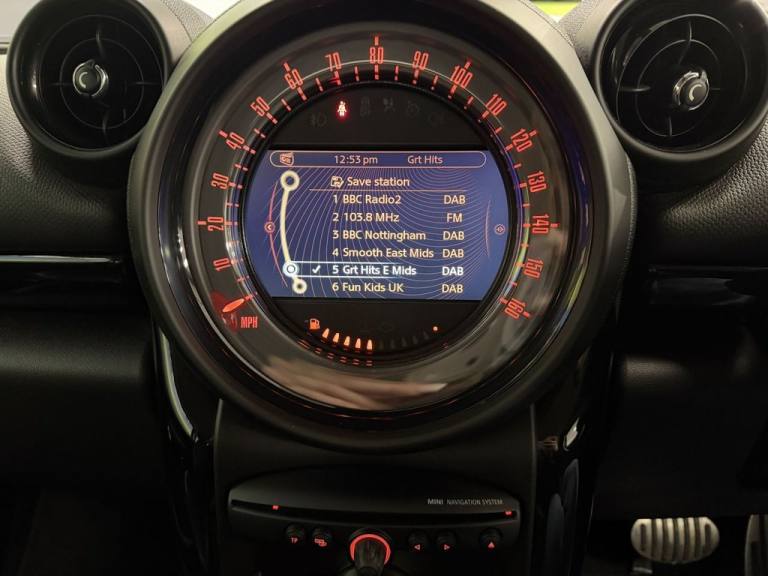 80
70
90
60
100
50
110
40
120
30
130
20
140
10
150
160
MPH
12:53 pm Grt Hits
Save station
1 BBC Radio2 DAB
2 103.8 MHz FM
3 BBC Nottingham DAB
4 Smooth East Mids DAB
✓ 5 Grt Hits E Mids DAB
6 Fun Kids UK DAB
MINI NAVIGATION SYSTEM
TP